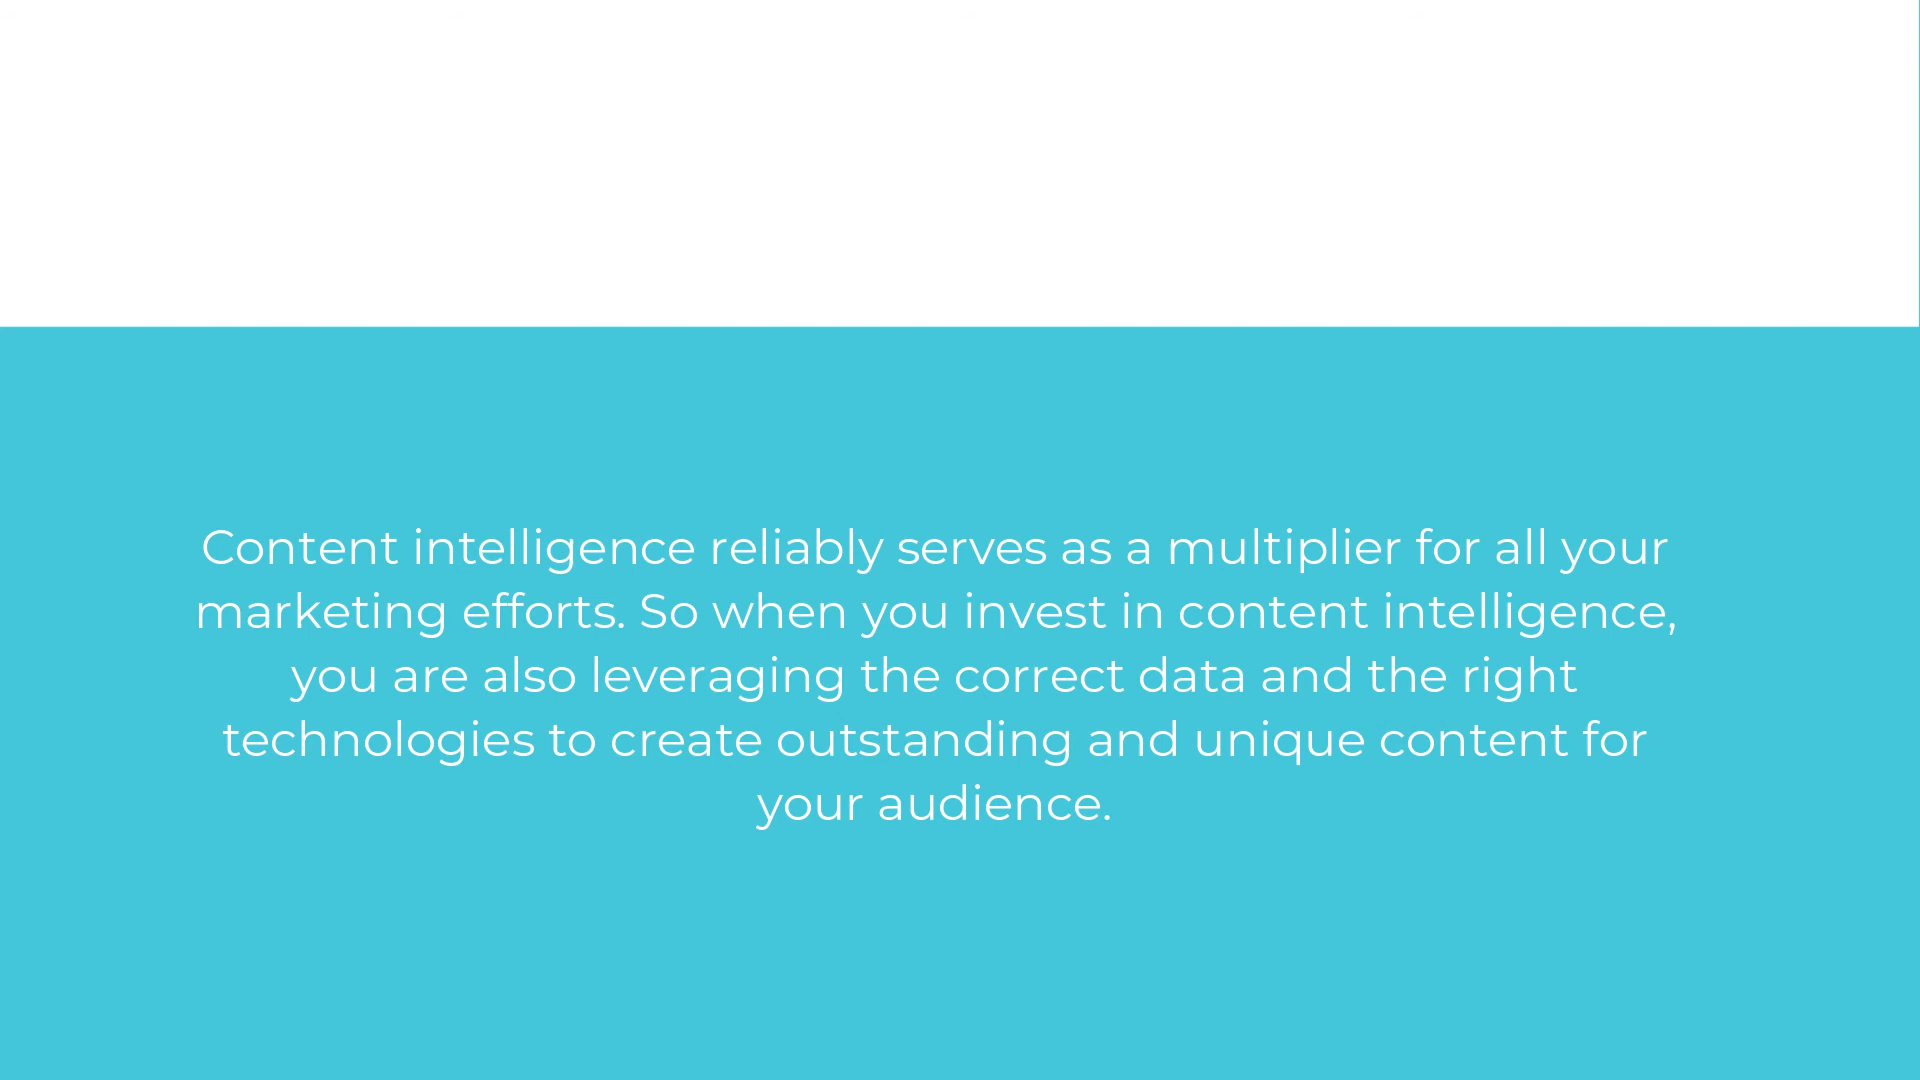 Content intelligence reliably serves as a multiplier for all your
marketing efforts. So when you invest in content intelligence,
you are also leveraging the correct data and the right
technologies to create outstanding and unique content for
your audience.